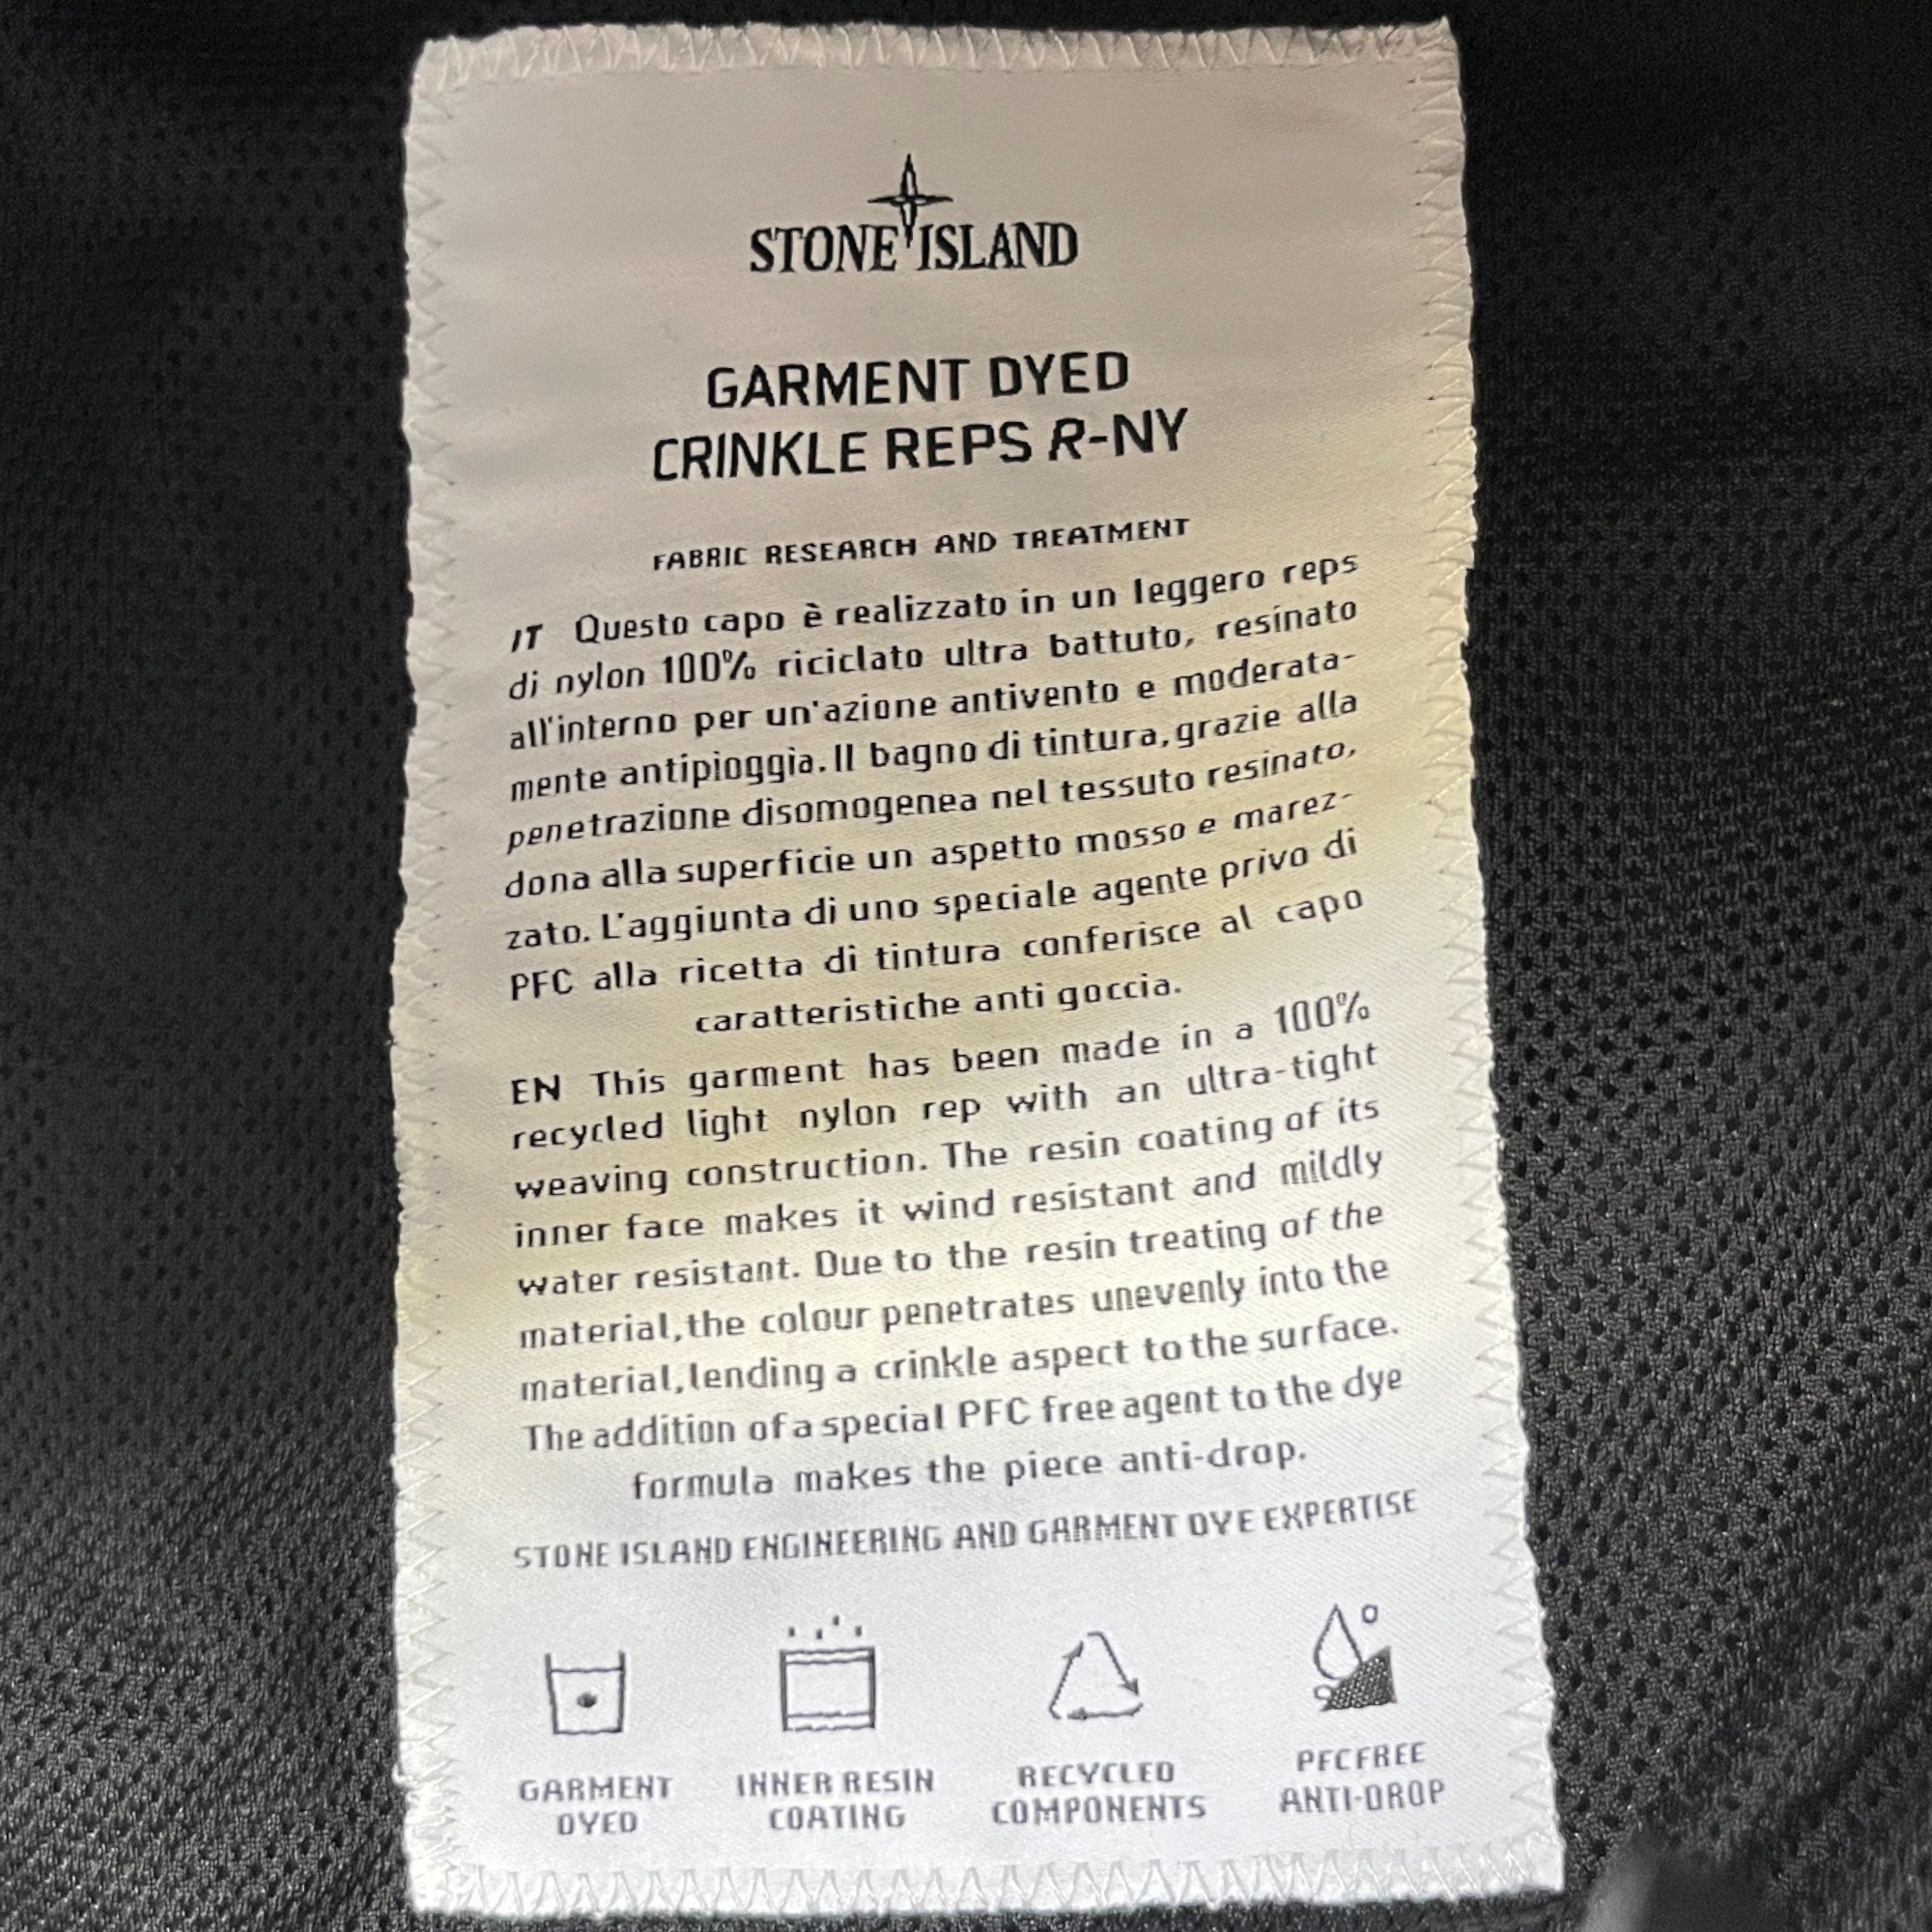 STONE ISLAND
GARMENT DYED
CRINKLE REPS R-NY
FABRIC RESEARCH AND TREATMENT
IT Questo capo è realizzato in un leggero reps
di nylon 100% riciclato ultra battuto, resinato
all'interno per un'azione antivento e moderata-
mente antipioggia. Il bagno di tintura, grazie alla
penetrazione disomogenea nel tessuto resinato,
dona alla superficie un aspetto mosso e marez-
zato. L'aggiunta di uno speciale agente privo di
PFC alla ricetta di tintura conferisce al capo
caratteristiche anti goccia.
EN This garment has been made in a 100%
recycled light nylon rep with an ultra-tight
weaving construction. The resin coating of its
inner face makes it wind resistant and mildly
water resistant. Due to the resin treating of the
material, the colour penetrates unevenly into the
material, lending a crinkle aspect to the surface.
The addition of a special PFC free agent to the dye
formula makes the piece anti-drop.
STONE ISLAND ENGINEERING AND GARMENT DYE EXPERTISE
GARMENT DYED
INNER RESIN COATING
RECYCLED COMPONENTS
PFC FREE ANTI-DROP